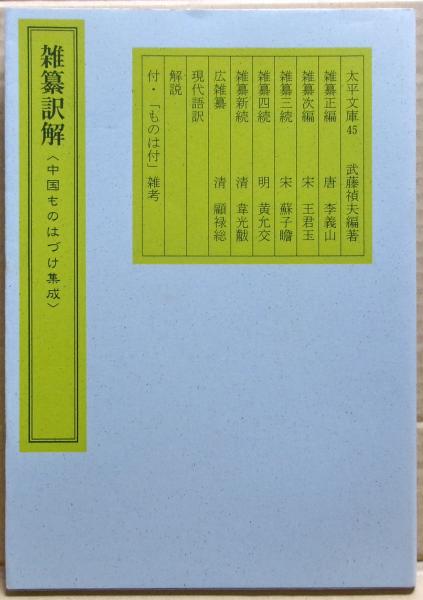 太平文庫45 武藤禎夫編著
雑纂正編 唐 李義山
雑纂次編 宋 王君玉
雑纂三続 宋 蘇子瞻
雑纂四続 明 黄允交
雑纂新続 清 韋光黻
広雑纂 清 顧禄総
現代語訳
解説
付・「ものは付」雑考
雑纂訳解〈中国ものはづけ集成〉